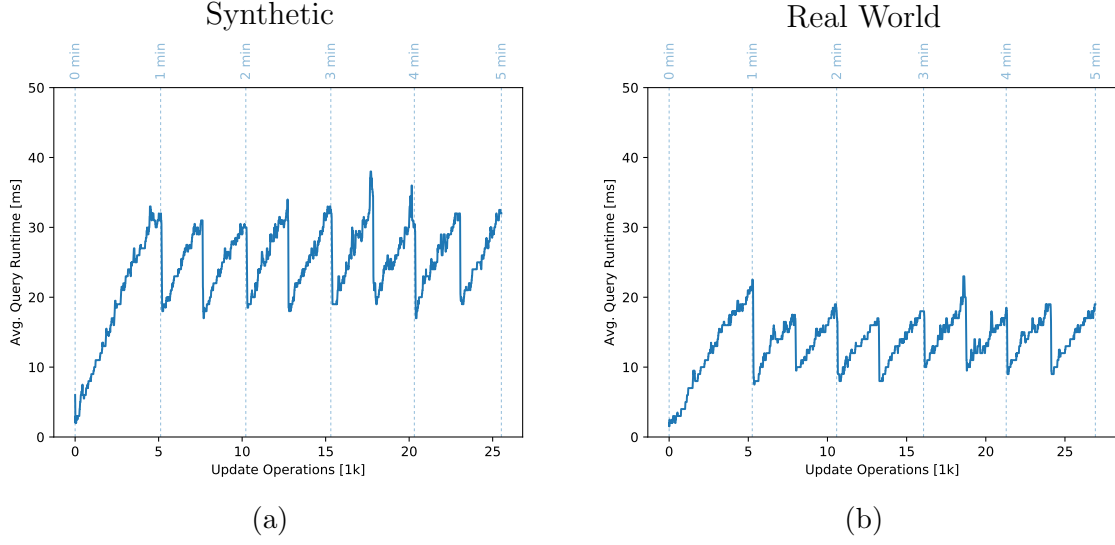 Synthetic
0 min
1 min
2 min
3 min
4 min
5 min
50
40
30
20
10
0
Avg. Query Runtime [ms]
0
5
10
15
20
25
Update Operations [1k]
(a)
Real World
0 min
1 min
2 min
3 min
4 min
5 min
50
40
30
20
10
0
Avg. Query Runtime [ms]
0
5
10
15
20
25
Update Operations [1k]
(b)